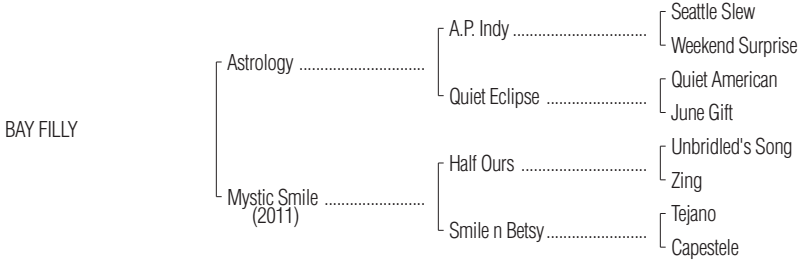 Seattle Slew
A.P. Indy ..............................
Weekend Surprise
Astrology ............................
Quiet American
Quiet Eclipse ......................
June Gift
BAY FILLY
Unbridled's Song
Half Ours ............................
Zing
Mystic Smile ......................
(2011)
Tejano
Smile n Betsy ......................
Capestele